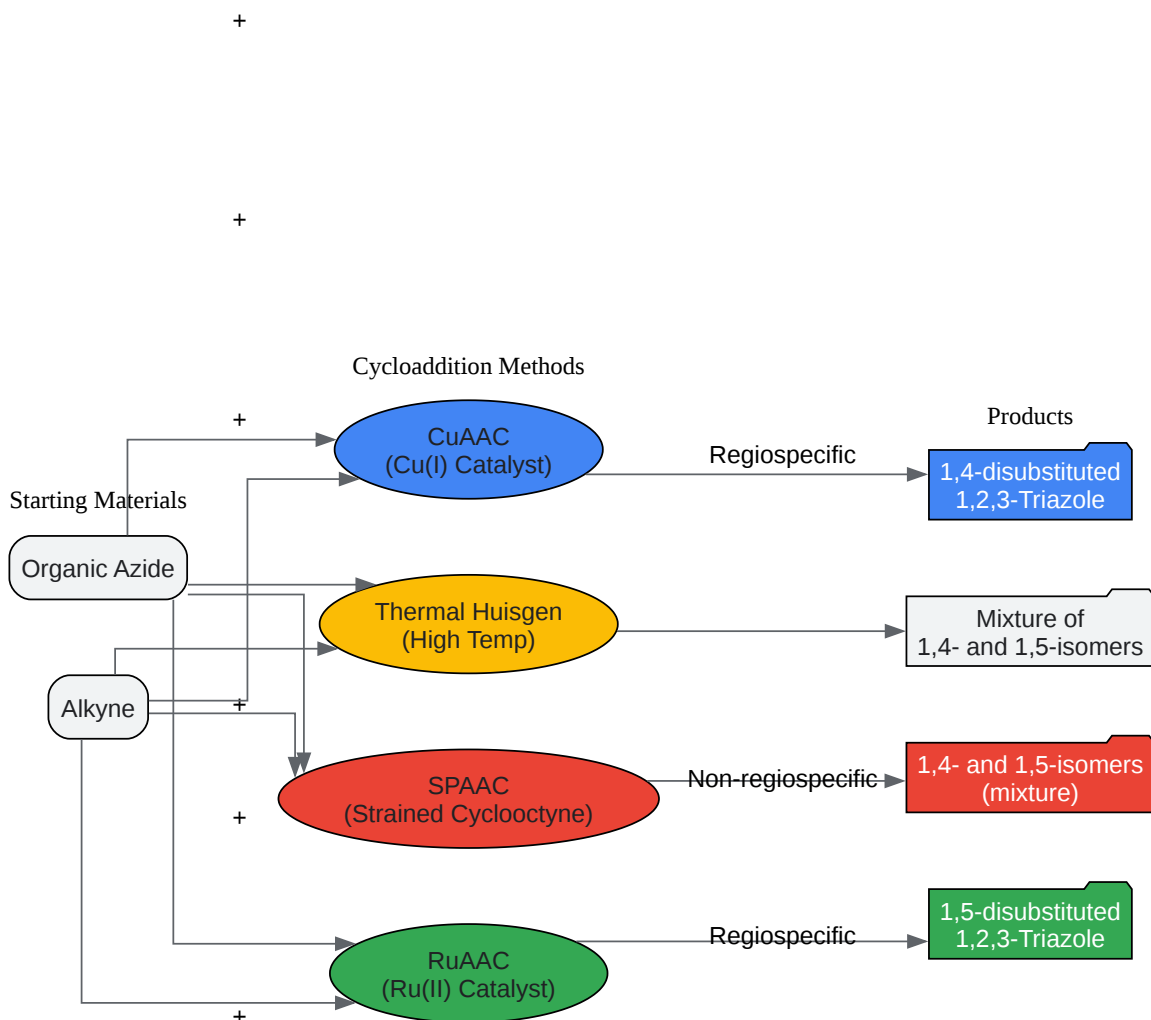 +
+
Cycloaddition Methods
Products
+
CuAAC
(Cu(I) Catalyst)
Regiospecific
1,4-disubstituted
1,2,3-Triazole
Starting Materials
Organic Azide
Thermal Huisgen
(High Temp)
Mixture of
1,4- and 1,5-isomers
Alkyne
+
SPAAC
(Strained Cyclooctyne)
Non-regiospecific
1,4- and 1,5-isomers
(mixture)
+
RuAAC
(Ru(II) Catalyst)
Regiospecific
1,5-disubstituted
1,2,3-Triazole
+